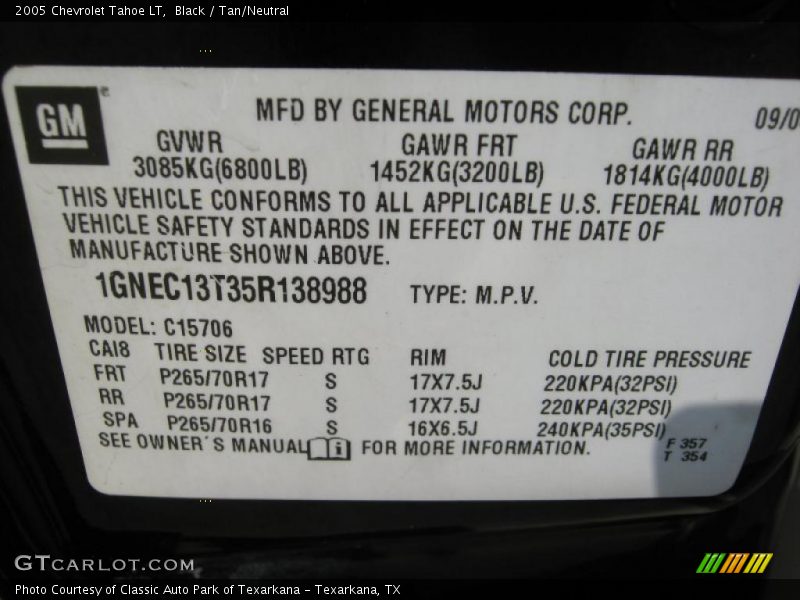 2005 Chevrolet Tahoe LT, Black / Tan/Neutral
GM
MFD BY GENERAL MOTORS CORP. 09/0
GVWR GAWR FRT GAWR RR
3085KG(6800LB) 1452KG(3200LB) 1814KG(4000LB)
THIS VEHICLE CONFORMS TO ALL APPLICABLE U.S. FEDERAL MOTOR
VEHICLE SAFETY STANDARDS IN EFFECT ON THE DATE OF
MANUFACTURE SHOWN ABOVE.
1GNEC13T35R138988 TYPE: M.P.V.
MODEL: C15706
CAI8 TIRE SIZE SPEED RTG RIM COLD TIRE PRESSURE
FRT P265/70R17 S 17X7.5J 220KPA(32PSI)
RR P265/70R17 S 17X7.5J 220KPA(32PSI)
SPA P265/70R16 S 16X6.5J 240KPA(35PSI)
SEE OWNER'S MANUAL FOR MORE INFORMATION.
F 357
T 354
GTCARLOT.COM
Photo Courtesy of Classic Auto Park of Texarkana - Texarkana, TX